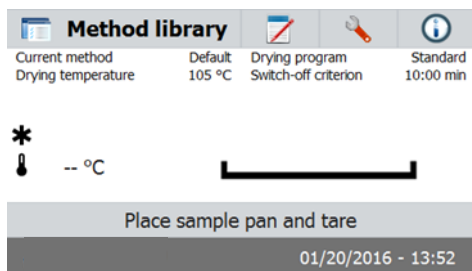 Method library
Current method Default Drying program Standard
Drying temperature 105 °C Switch-off criterion 10:00 min
-- °C
Place sample pan and tare
01/20/2016 - 13:52